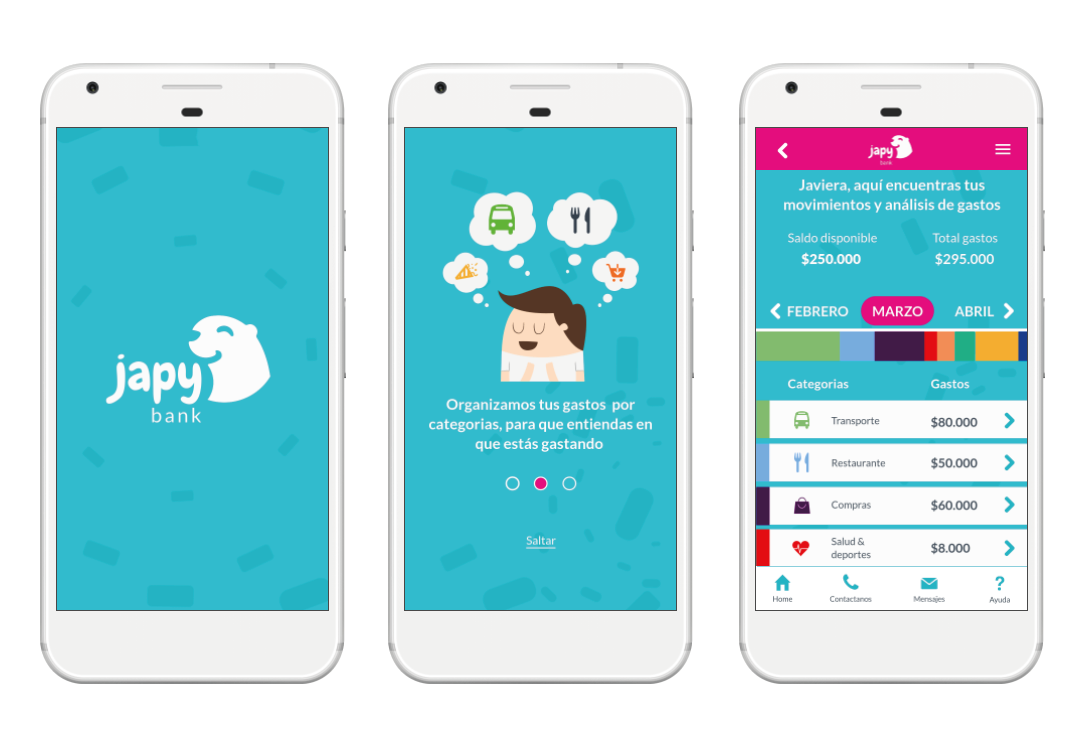 japy
bank
Organizamos tus gastos por
categorias, para que entiendas en
que estás gastando
Saltar
japy
bank
Javiera, aquí encuentras tus
movimientos y análisis de gastos
Saldo disponible Total gastos
$250.000 $295.000
FEBRERO MARZO ABRIL
Categorias Gastos
Transporte $80.000
Restaurante $50.000
Compras $60.000
Salud &
deportes $8.000
Home Contactanos Mensajes Ayuda